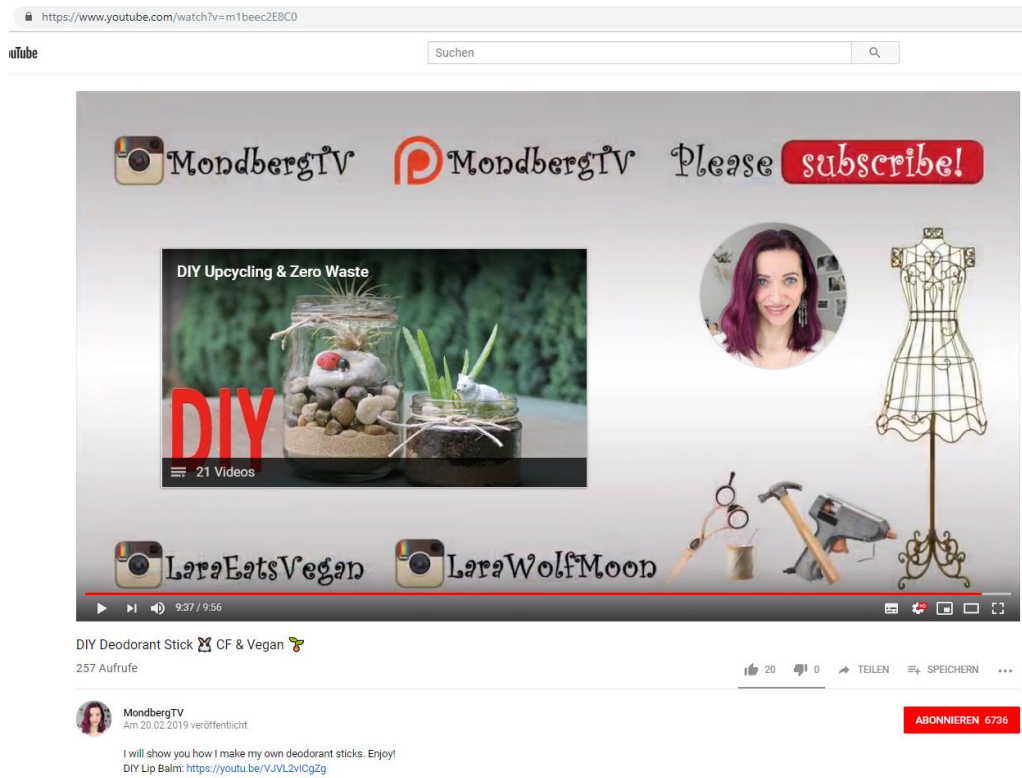 https://www.youtube.com/watch?v=m1beec2E8C0
uTube
Suchen
MondbergTV MondbergTV Please subscribe!
DIY Upcycling & Zero Waste
DIY
21 Videos
LaraEatsVegan LaraWolfMoon
9:37 / 9:56 HD
DIY Deodorant Stick 🐰 CF & Vegan 🌱
257 Aufrufe
20 0 TEILEN SPEICHERN
MondbergTV
Am 20.02.2019 veröffentlicht
ABONNIEREN 6736
I will show you how I make my own deodorant sticks. Enjoy!
DIY Lip Balm: https://youtu.be/VJVL2vICgZg